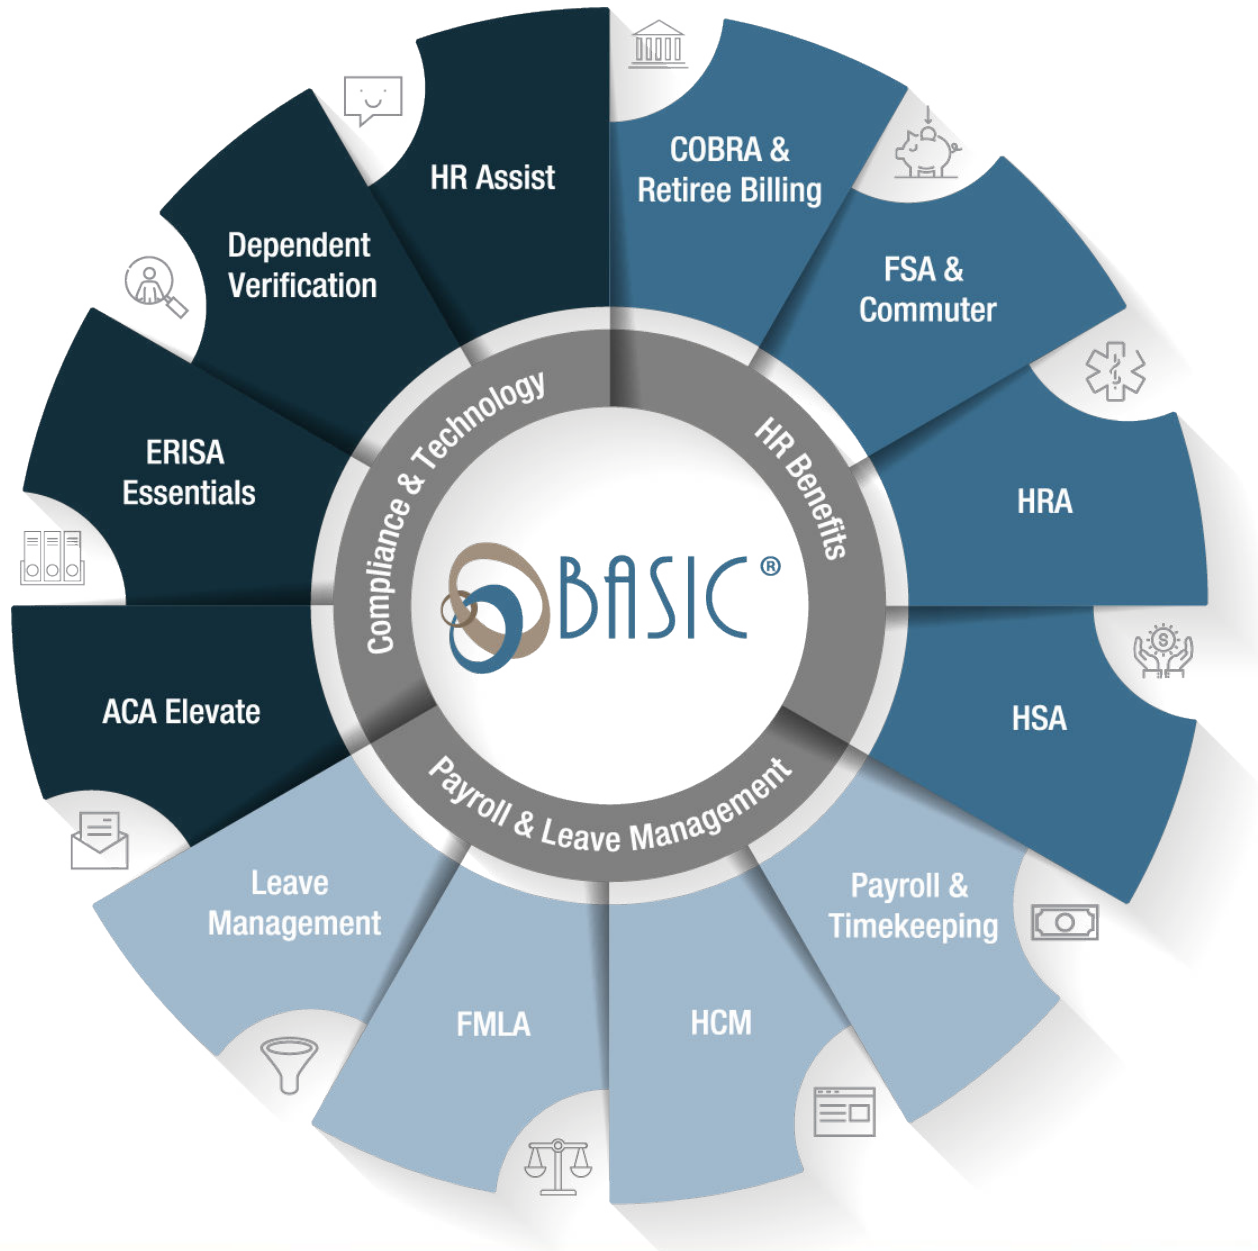 HR Assist
COBRA &
Retiree Billing
FSA &
Commuter
HRA
HSA
Payroll &
Timekeeping
HCM
FMLA
Leave
Management
ACA Elevate
ERISA
Essentials
Dependent
Verification
Compliance & Technology
HR Benefits
Payroll & Leave Management
BASIC®
S